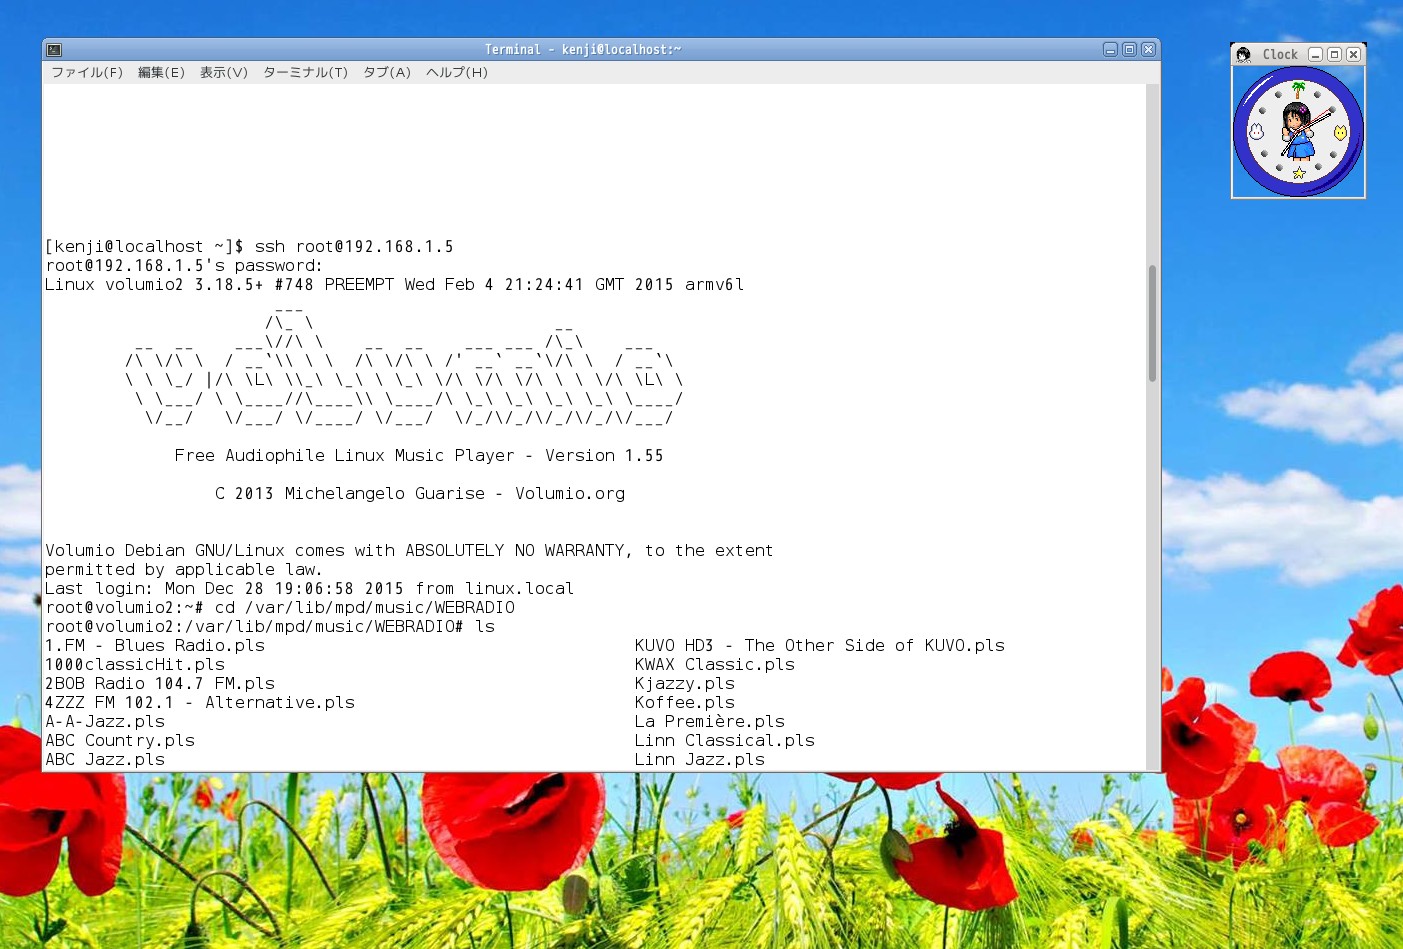 Terminal - kenji@localhost:~
Clock
ファイル(F) 編集(E) 表示(V) ターミナル(T) タブ(A) ヘルプ(H)
[kenji@localhost ~]$ ssh root@192.168.1.5
root@192.168.1.5's password:
Linux volumio2 3.18.5+ #748 PREEMPT Wed Feb 4 21:24:41 GMT 2015 armv6l
Free Audiophile Linux Music Player - Version 1.55
C 2013 Michelangelo Guarise - Volumio.org
Volumio Debian GNU/Linux comes with ABSOLUTELY NO WARRANTY, to the extent
permitted by applicable law.
Last login: Mon Dec 28 19:06:58 2015 from linux.local
root@volumio2:~# cd /var/lib/mpd/music/WEBRADIO
root@volumio2:/var/lib/mpd/music/WEBRADIO# ls
1.FM - Blues Radio.pls KUVO HD3 - The Other Side of KUVO.pls
1000classicHit.pls KWAX Classic.pls
2BOB Radio 104.7 FM.pls Kjazzy.pls
4ZZZ FM 102.1 - Alternative.pls Koffee.pls
A-A-Jazz.pls La Première.pls
ABC Country.pls Linn Classical.pls
ABC Jazz.pls Linn Jazz.pls